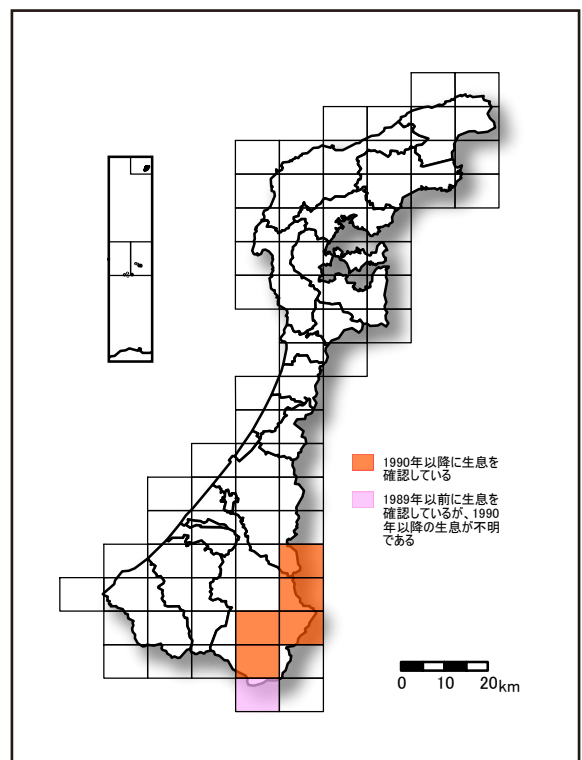 1990年以降に生息を
確認している
1989年以前に生息を
確認しているが、1990
年以降の生息が不明
である
0 10 20km